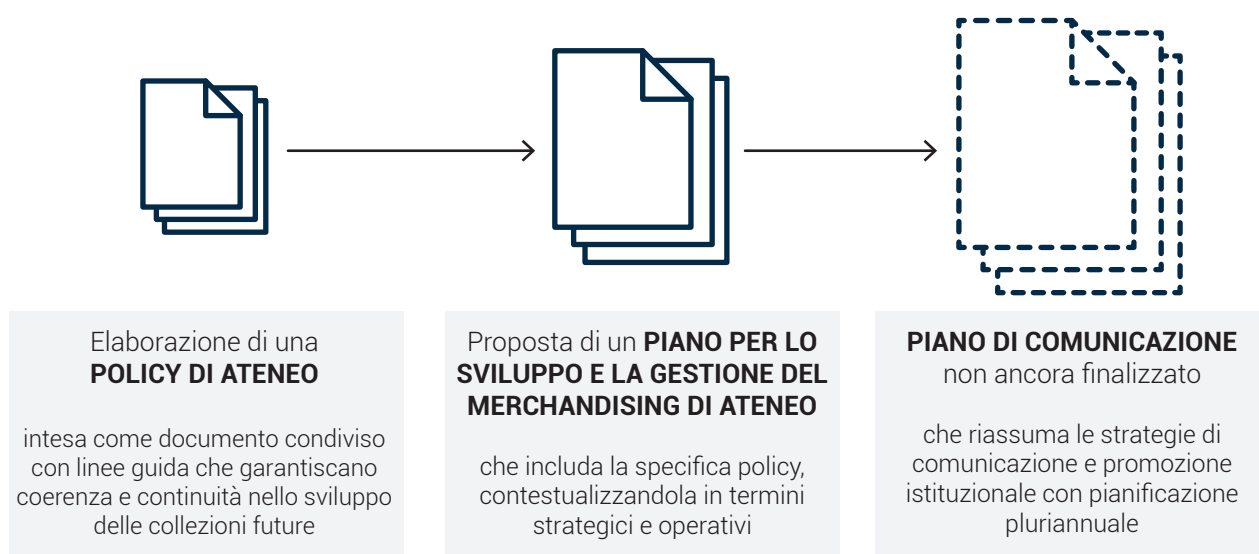 Elaborazione di una
POLICY DI ATENEO
intesa come documento condiviso
con linee guida che garantiscano
coerenza e continuità nello sviluppo
delle collezioni future
Proposta di un PIANO PER LO
SVILUPPO E LA GESTIONE DEL
MERCHANDISING DI ATENEO
che includa la specifica policy,
contestualizzandola in termini
strategici e operativi
PIANO DI COMUNICAZIONE
non ancora finalizzato
che riassuma le strategie di
comunicazione e promozione
istituzionale con pianificazione
pluriannuale